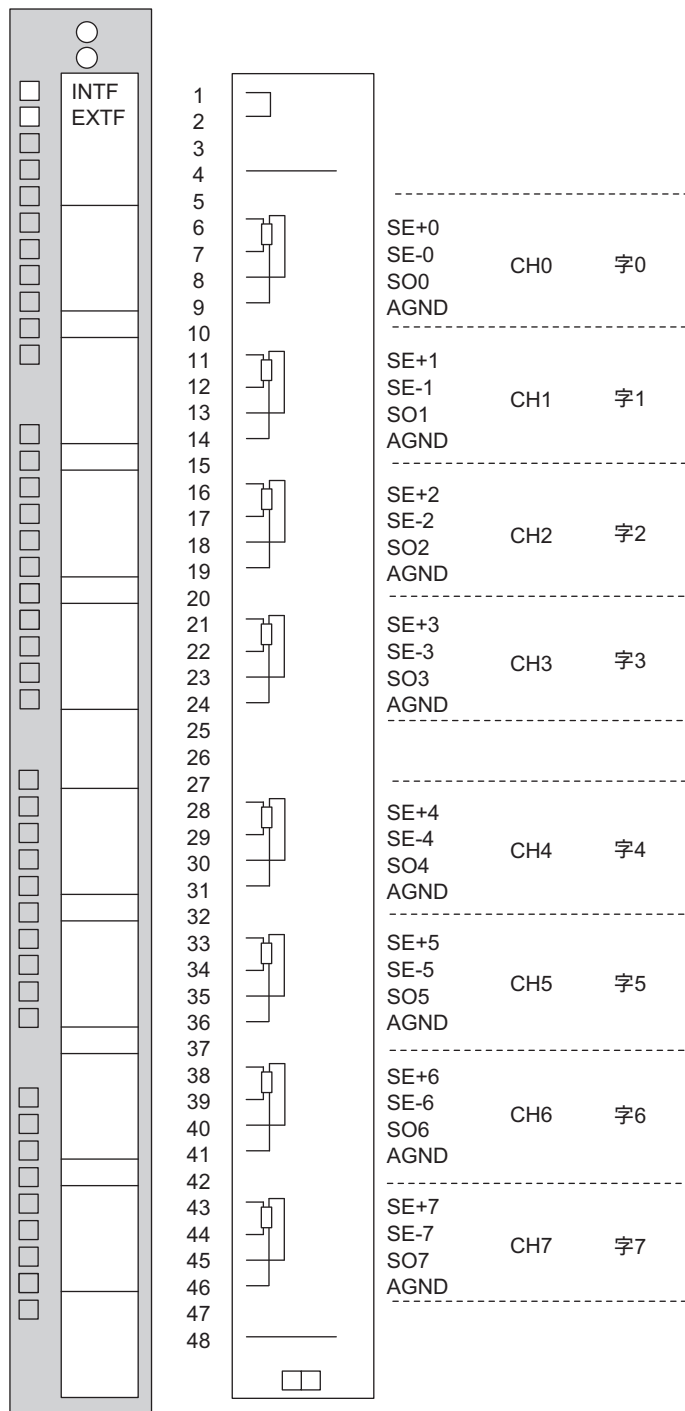 INTF
EXTF
1
2
3
4
5
6 SE+0
7 SE-0
8 SO0 CH0 字0
9 AGND
10
11 SE+1
12 SE-1
13 SO1 CH1 字1
14 AGND
15
16 SE+2
17 SE-2
18 SO2 CH2 字2
19 AGND
20
21 SE+3
22 SE-3
23 SO3 CH3 字3
24 AGND
25
26
27
28 SE+4
29 SE-4
30 SO4 CH4 字4
31 AGND
32
33 SE+5
34 SE-5
35 SO5 CH5 字5
36 AGND
37
38 SE+6
39 SE-6
40 SO6 CH6 字6
41 AGND
42
43 SE+7
44 SE-7
45 SO7 CH7 字7
46 AGND
47
48